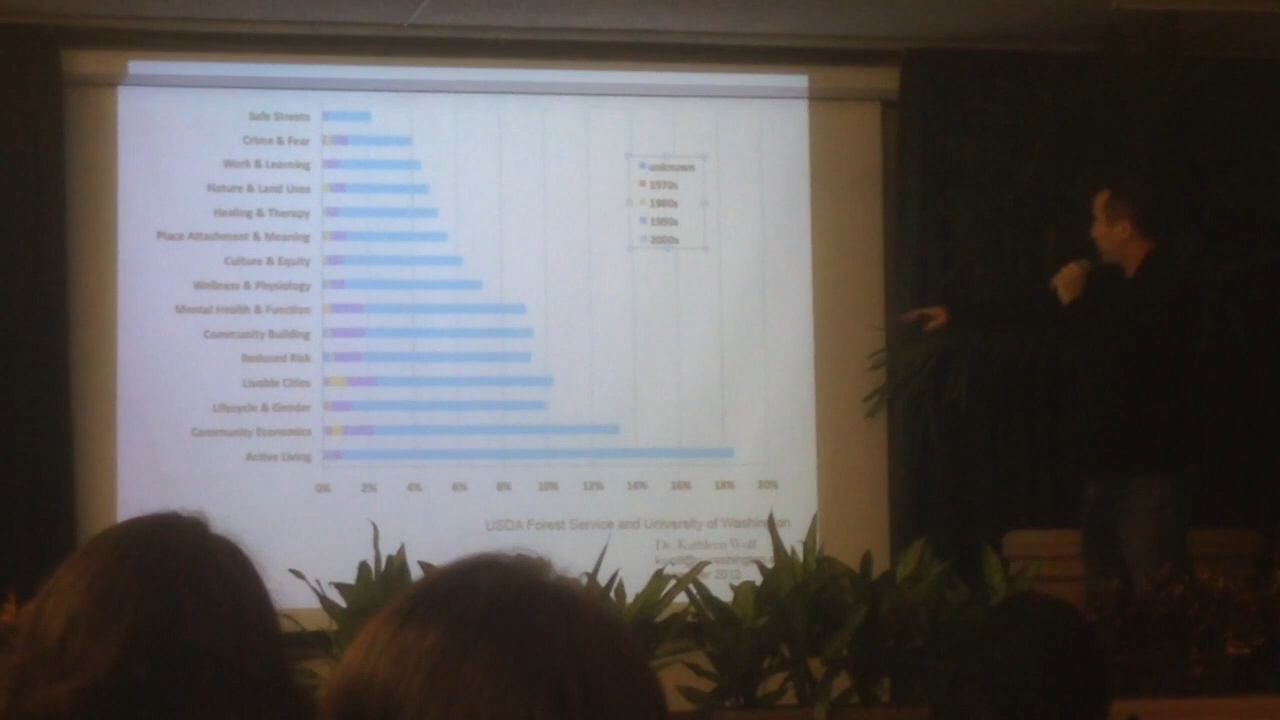 Safe Streets
Crime & Fear
Work & Learning
Nature & Land Uses
Healing & Therapy
Place Attachment & Meaning
Culture & Equity
Wellness & Physiology
Mental Health & Function
Community Building
Reduced Risk
Livable Cities
Lifecycle & Gender
Community Economics
Active Living
unknown
1970s
1980s
1990s
2000s
0% 2% 4% 6% 8% 10% 12% 14% 16% 18% 20%
USDA Forest Service and University of Washington
Dr. Kathleen Wolf
2012